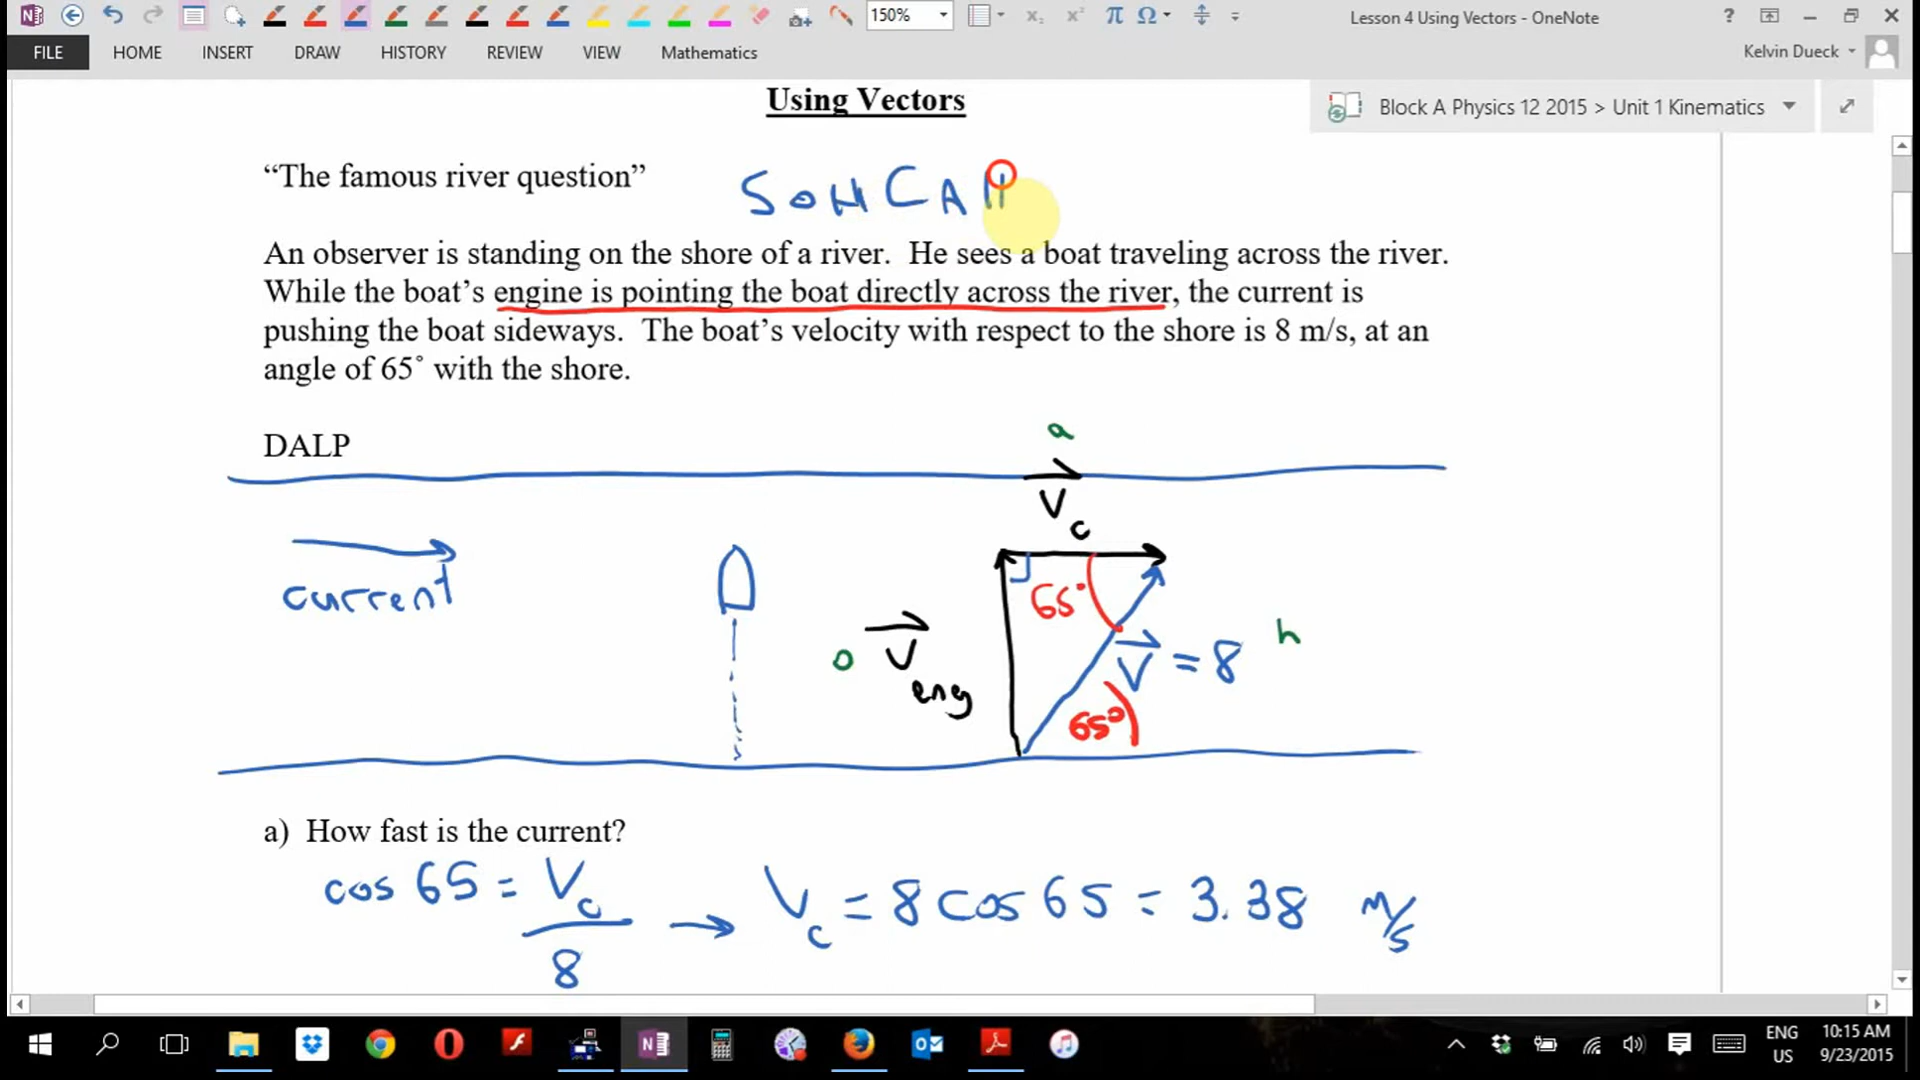 150%
Lesson 4 Using Vectors - OneNote
FILE HOME INSERT DRAW HISTORY REVIEW VIEW Mathematics
Kelvin Dueck
Using Vectors
Block A Physics 12 2015 > Unit 1 Kinematics
“The famous river question”
SOH CAH
An observer is standing on the shore of a river. He sees a boat traveling across the river.
While the boat’s engine is pointing the boat directly across the river, the current is
pushing the boat sideways. The boat’s velocity with respect to the shore is 8 m/s, at an
angle of 65˚ with the shore.
a
DALP
Vc
current
65°
o Veng
V = 8 h
65°
a) How fast is the current?
cos 65 = Vc/8 → Vc = 8 cos 65 = 3.38 m/s
ENG 10:15 AM
US 9/23/2015